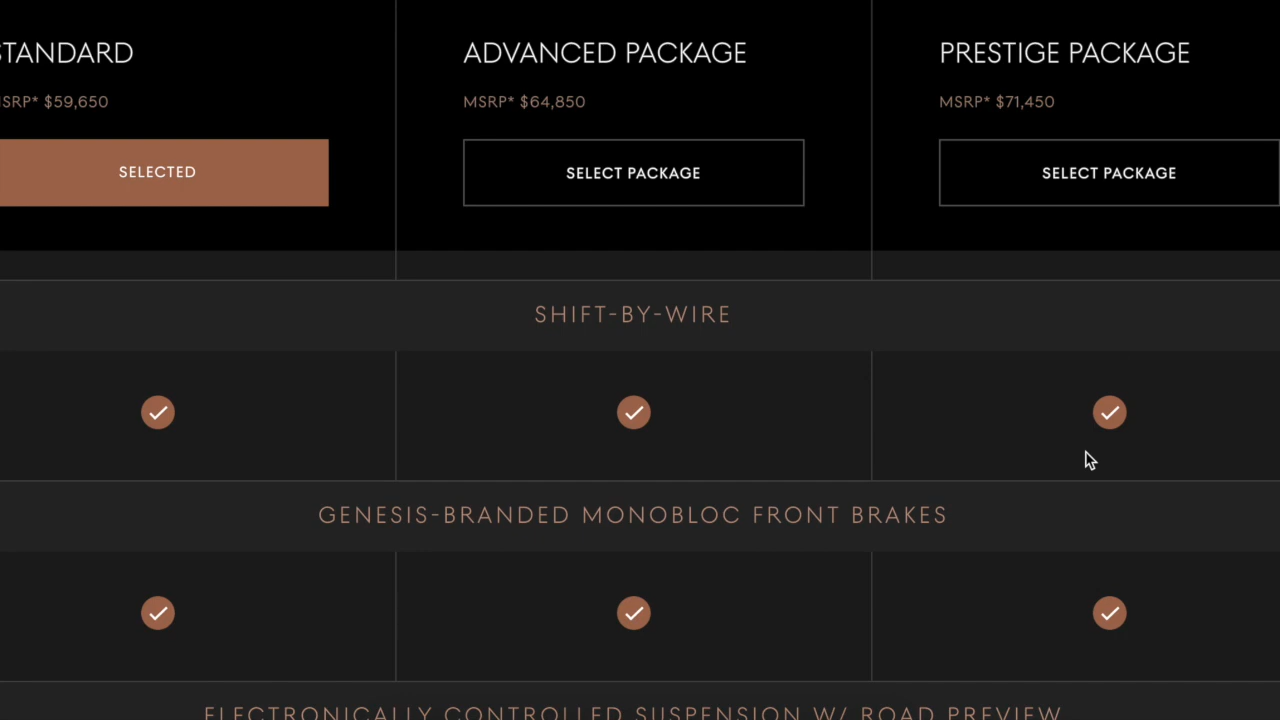 STANDARD
ADVANCED PACKAGE
PRESTIGE PACKAGE
MSRP* $59,650
MSRP* $64,850
MSRP* $71,450
SELECTED
SELECT PACKAGE
SELECT PACKAGE
SHIFT-BY-WIRE
GENESIS-BRANDED MONOBLOC FRONT BRAKES
ELECTRONICALLY CONTROLLED SUSPENSION W/ ROAD PREVIEW